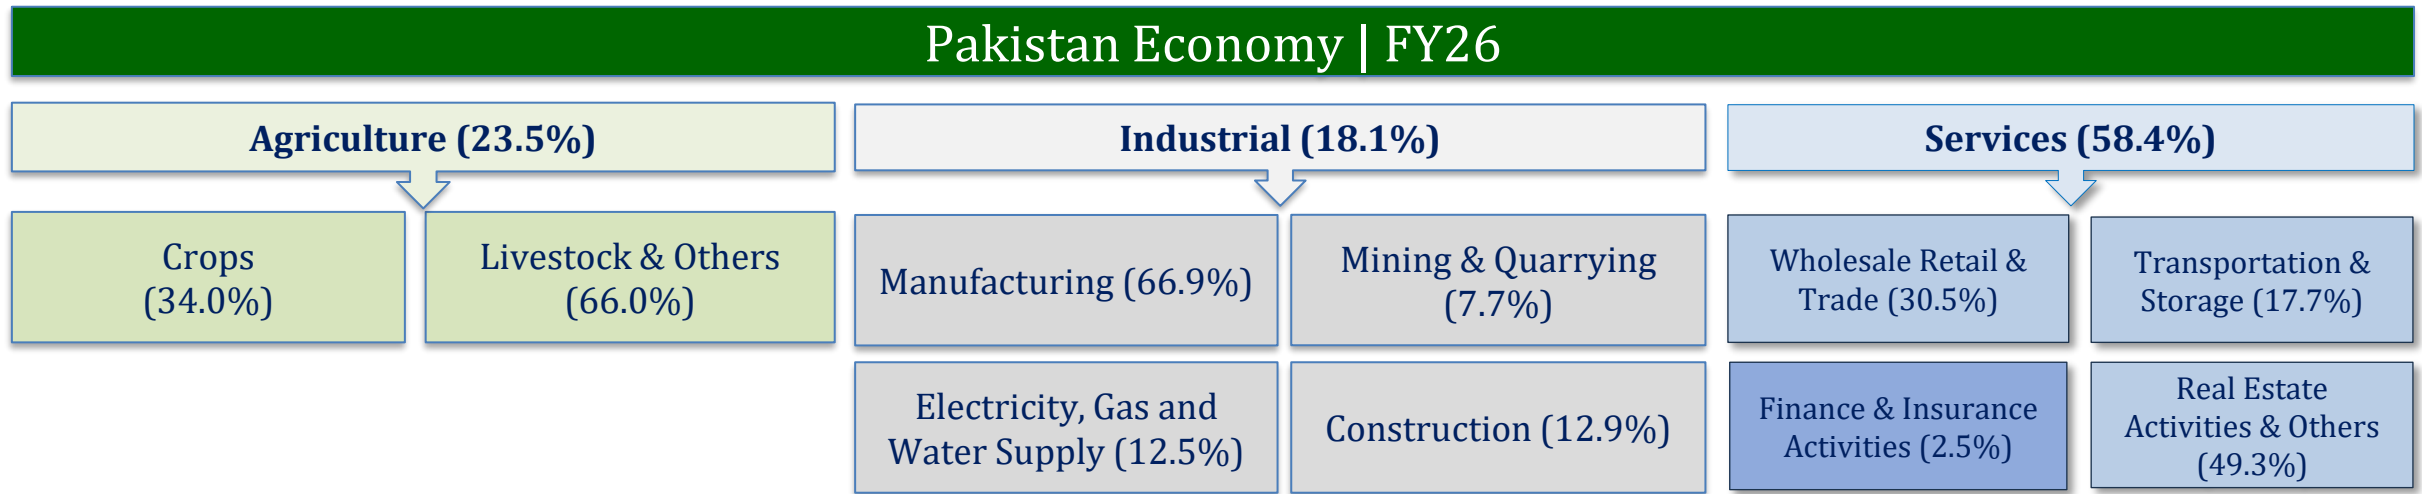 Pakistan Economy | FY26
Agriculture (23.5%)
Crops
(34.0%)
Livestock & Others
(66.0%)
Industrial (18.1%)
Manufacturing (66.9%)
Mining & Quarrying
(7.7%)
Electricity, Gas and
Water Supply (12.5%)
Construction (12.9%)
Services (58.4%)
Wholesale Retail &
Trade (30.5%)
Transportation &
Storage (17.7%)
Finance & Insurance
Activities (2.5%)
Real Estate
Activities & Others
(49.3%)